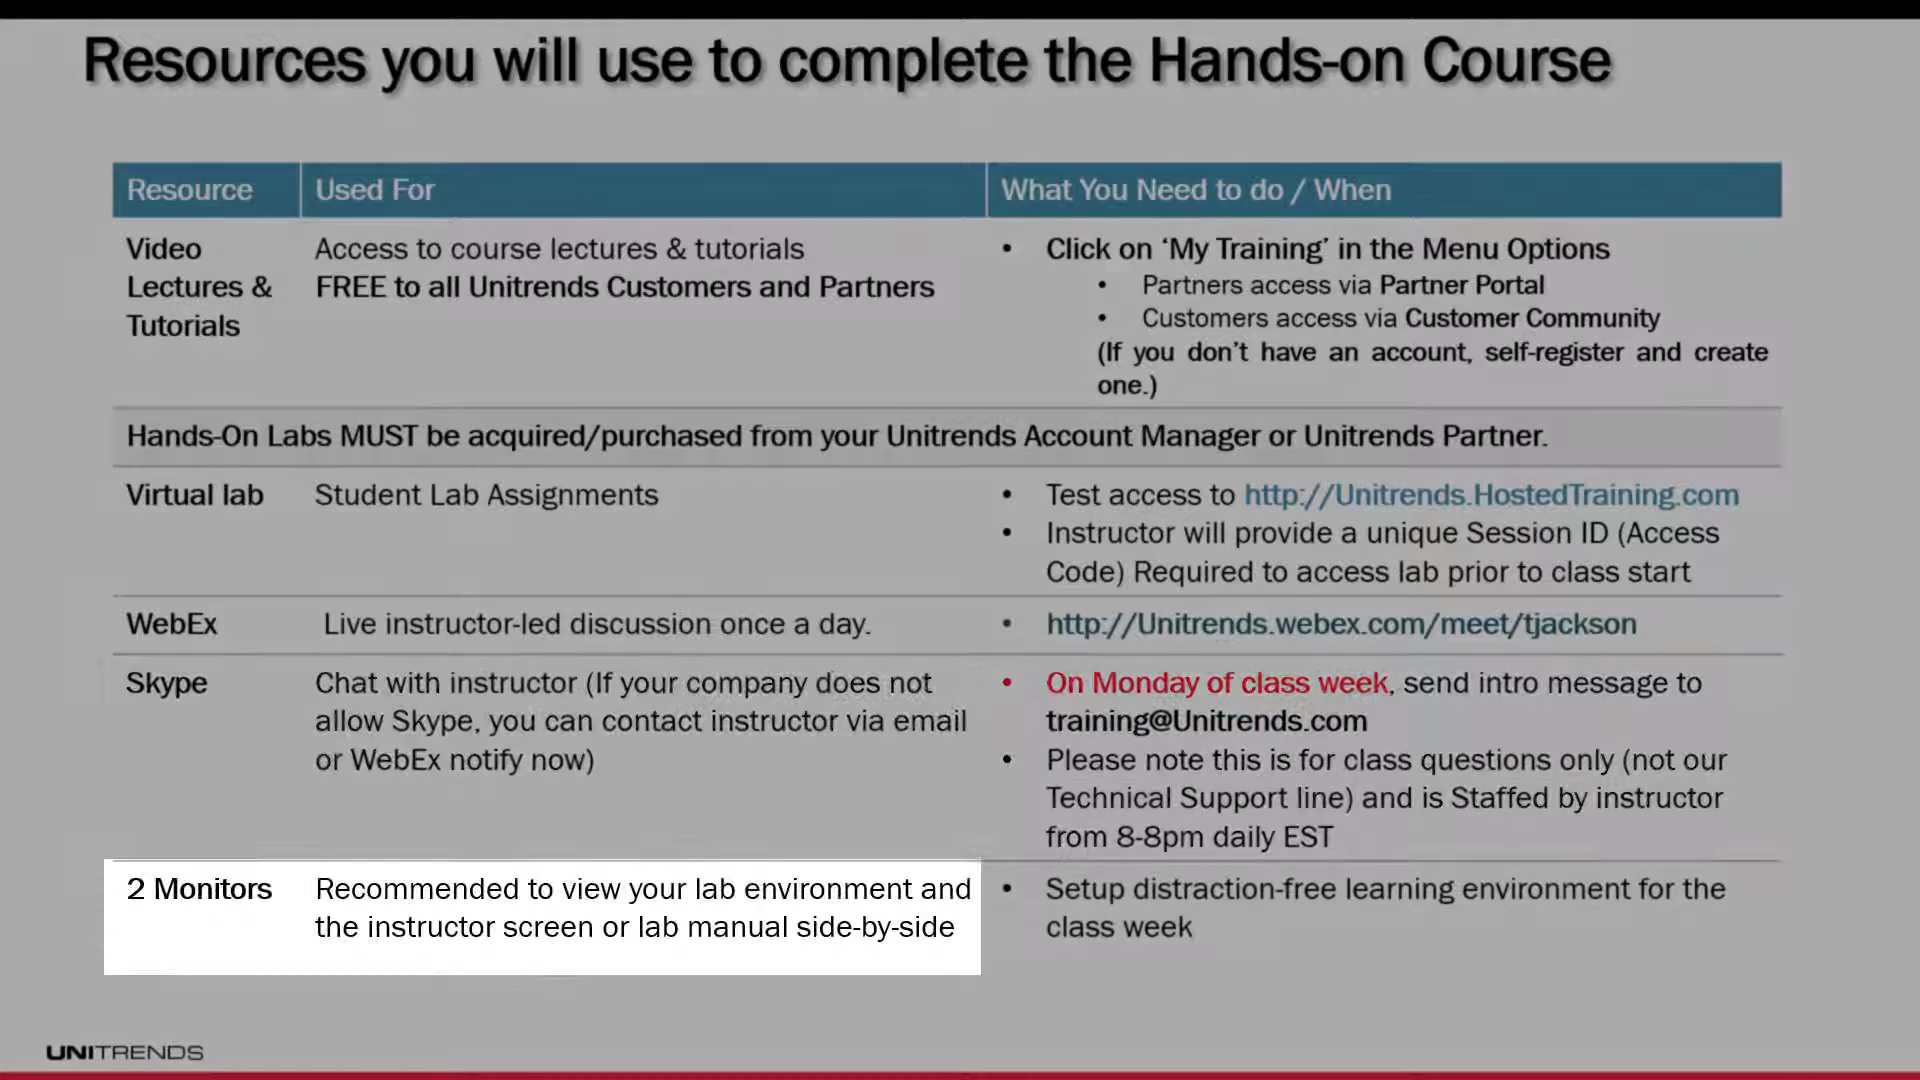 Resources you will use to complete the Hands-on Course
Resource
Used For
What You Need to do / When
Video
Lectures &
Tutorials
Access to course lectures & tutorials
FREE to all Unitrends Customers and Partners
• Click on ‘My Training’ in the Menu Options
• Partners access via Partner Portal
• Customers access via Customer Community
(If you don’t have an account, self-register and create
one.)
Hands-On Labs MUST be acquired/purchased from your Unitrends Account Manager or Unitrends Partner.
Virtual lab
Student Lab Assignments
• Test access to http://Unitrends.HostedTraining.com
• Instructor will provide a unique Session ID (Access
Code) Required to access lab prior to class start
WebEx
Live instructor-led discussion once a day.
• http://Unitrends.webex.com/meet/tjackson
Skype
Chat with instructor (If your company does not
allow Skype, you can contact instructor via email
or WebEx notify now)
• On Monday of class week, send intro message to
training@Unitrends.com
• Please note this is for class questions only (not our
Technical Support line) and is Staffed by instructor
from 8-8pm daily EST
2 Monitors
Recommended to view your lab environment and
the instructor screen or lab manual side-by-side
• Setup distraction-free learning environment for the
class week
UNITRENDS